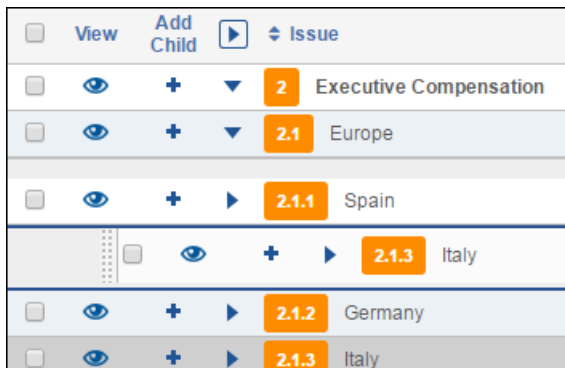 View Add Child Issue
2 Executive Compensation
2.1 Europe
2.1.1 Spain
2.1.3 Italy
2.1.2 Germany
2.1.3 Italy